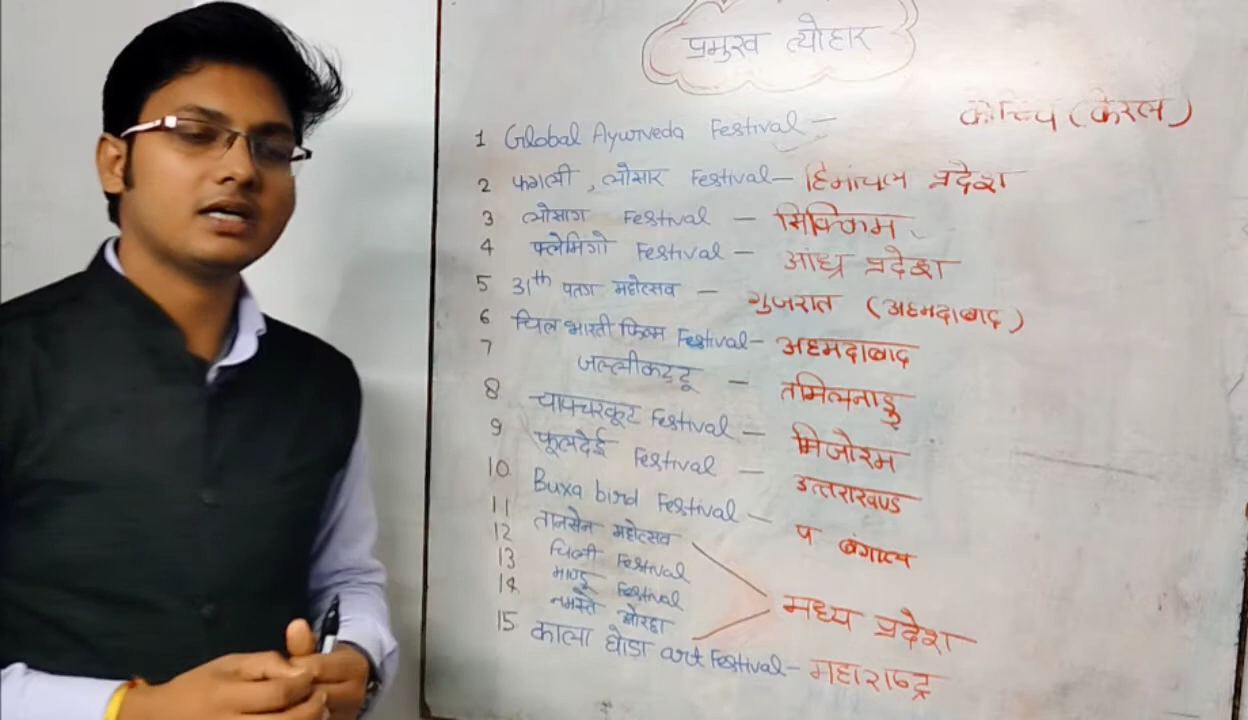 प्रमुख त्योहार
1 Global Ayurveda Festival – कोच्चि (केरल)
2 फगली , लोसार Festival – हिमाचल प्रदेश
3 लोसाग Festival – सिक्किम
4 फ्लेमिंगो Festival – आंध्र प्रदेश
5 31th पतंग महोत्सव – गुजरात (अहमदाबाद)
6 चित्र भारती फिल्म Festival – अहमदाबाद
7 जल्लीकट्टू – तमिलनाडु
8 चापचरकूट Festival – मिजोरम
9 फूलदेई Festival – उत्तराखण्ड
10 Buxa bird Festival – प बंगाल
11 तानसेन महोत्सव
12 चिली Festival
13 माण्डू Festival
14 नमस्ते ओरछा
मध्य प्रदेश
15 काला घोडा art Festival – महाराष्ट्र